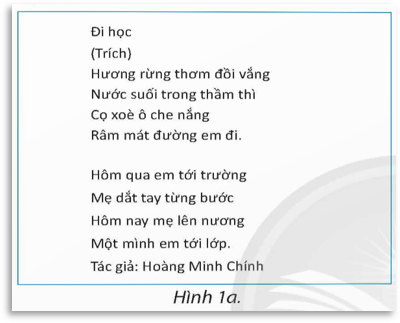 Đi học
(Trích)
Hương rừng thơm đồi vắng
Nước suối trong thầm thì
Cọ xoè ô che nắng
Râm mát đường em đi.
Hôm qua em tới trường
Mẹ dắt tay từng bước
Hôm nay mẹ lên nương
Một mình em tới lớp.
Tác giả: Hoàng Minh Chính
Hình 1a.